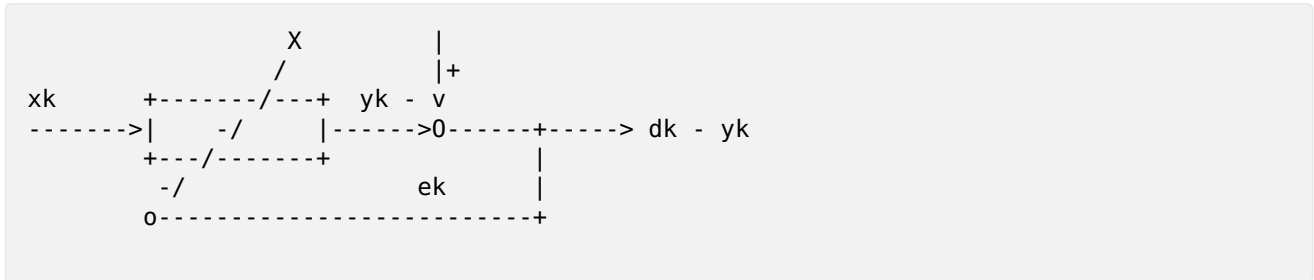 X         |
                 /          |+
xk      +-------/---+  yk - v
------->|    -/     |------>O------+-----> dk - yk
        +---/-------+              |
         -/                ek      |
        o--------------------------+